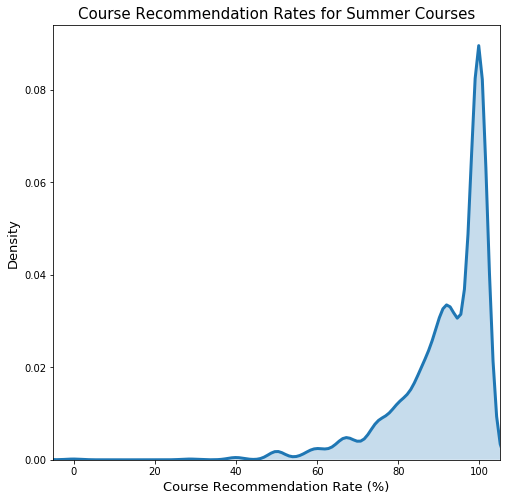 Course Recommendation Rates for Summer Courses
0.08
0.06
0.04
0.02
0.00
Density
0 20 40 60 80 100
Course Recommendation Rate (%)